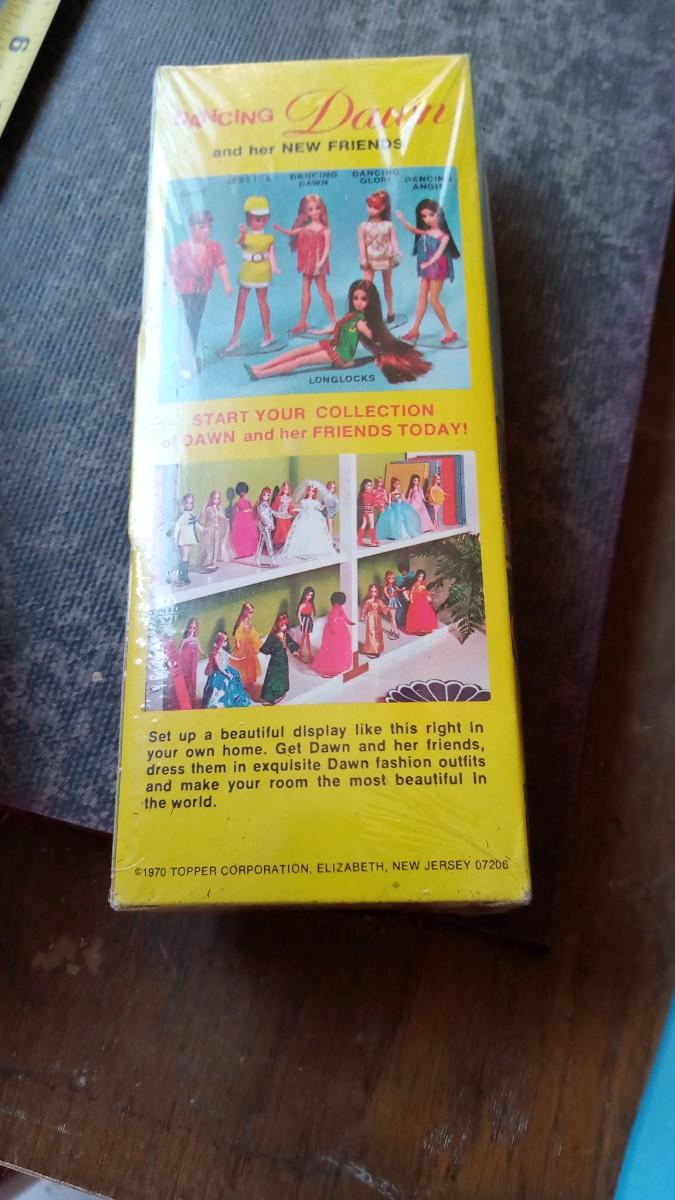 6
DANCING Dawn
and her NEW FRIENDS
JESSICA
DANCING
DAWN
DANCING
GLORI
DANCING
ANGIE
LONGLOCKS
START YOUR COLLECTION
of DAWN and her FRIENDS TODAY!
Set up a beautiful display like this right in
your own home. Get Dawn and her friends,
dress them in exquisite Dawn fashion outfits
and make your room the most beautiful in
the world.
©1970 TOPPER CORPORATION, ELIZABETH, NEW JERSEY 07206